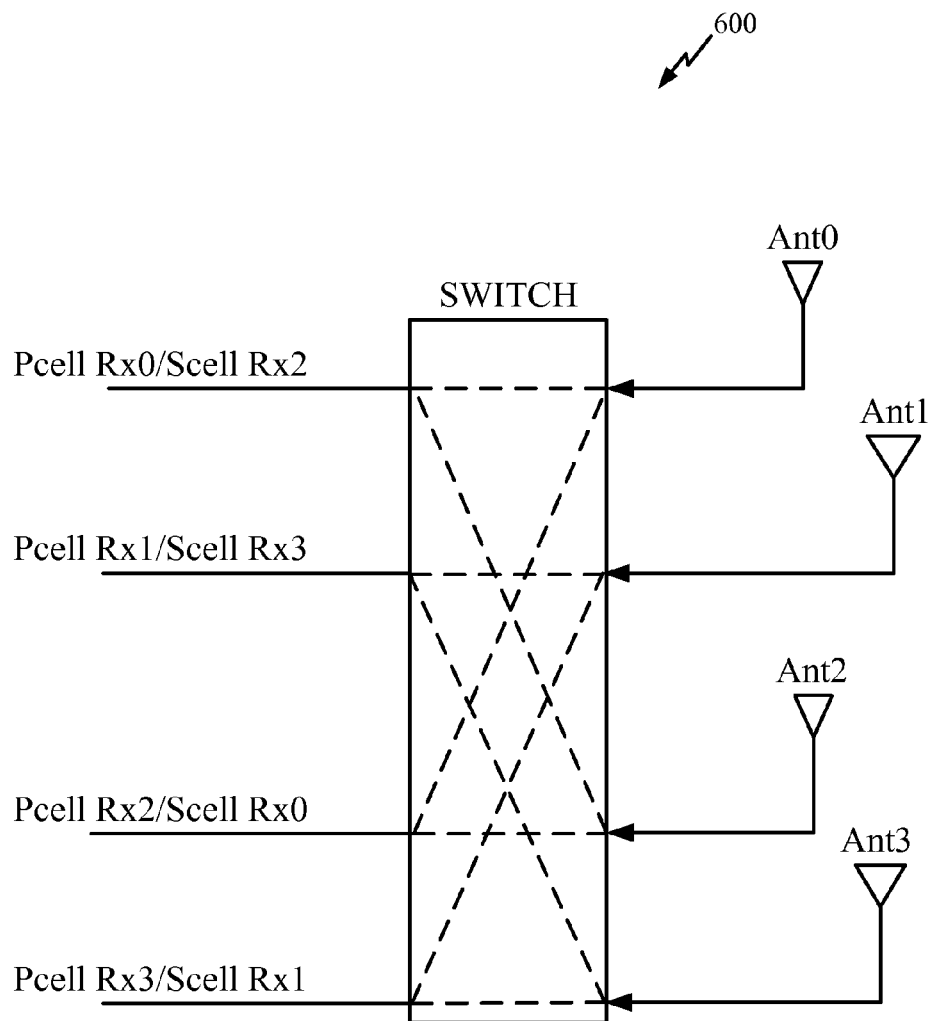 600
Ant0
SWITCH
Pcell Rx0/Scell Rx2
Ant1
Pcell Rx1/Scell Rx3
Ant2
Pcell Rx2/Scell Rx0
Ant3
Pcell Rx3/Scell Rx1